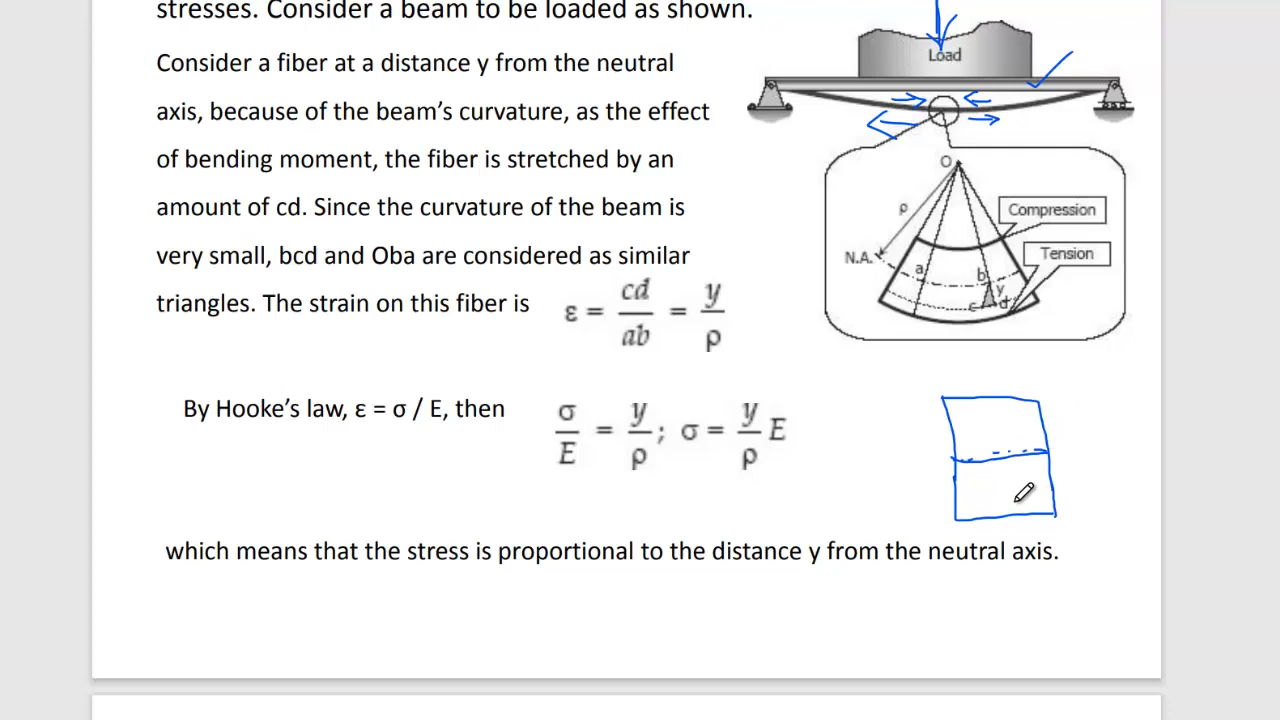 stresses. Consider a beam to be loaded as shown.
Consider a fiber at a distance y from the neutral
axis, because of the beam's curvature, as the effect
of bending moment, the fiber is stretched by an
amount of cd. Since the curvature of the beam is
very small, bcd and Oba are considered as similar
triangles. The strain on this fiber is
ε = cd/ab = y/ρ
Load
O
ρ
Compression
N.A.
Tension
a
b
y
c
d
By Hooke's law, ε = σ / E, then
σ/E = y/ρ; σ = y/ρ E
which means that the stress is proportional to the distance y from the neutral axis.